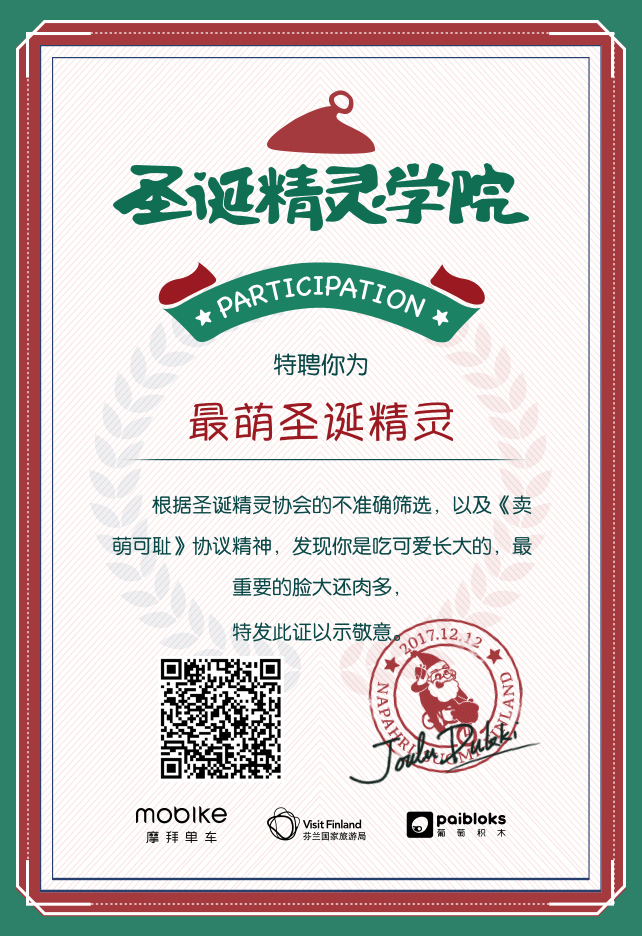 圣诞精灵学院
PARTICIPATION
特聘你为
最萌圣诞精灵
根据圣诞精灵协会的不准确筛选，以及《卖
萌可耻》协议精神，发现你是吃可爱长大的，最
重要的脸大还肉多，
特发此证以示敬意。
2017.12.12
NAPAHRI SUOMI FINLAND
Joulu Pukki
mobike
摩拜单车
Visit Finland
芬兰国家旅游局
paibloks
葡萄积木